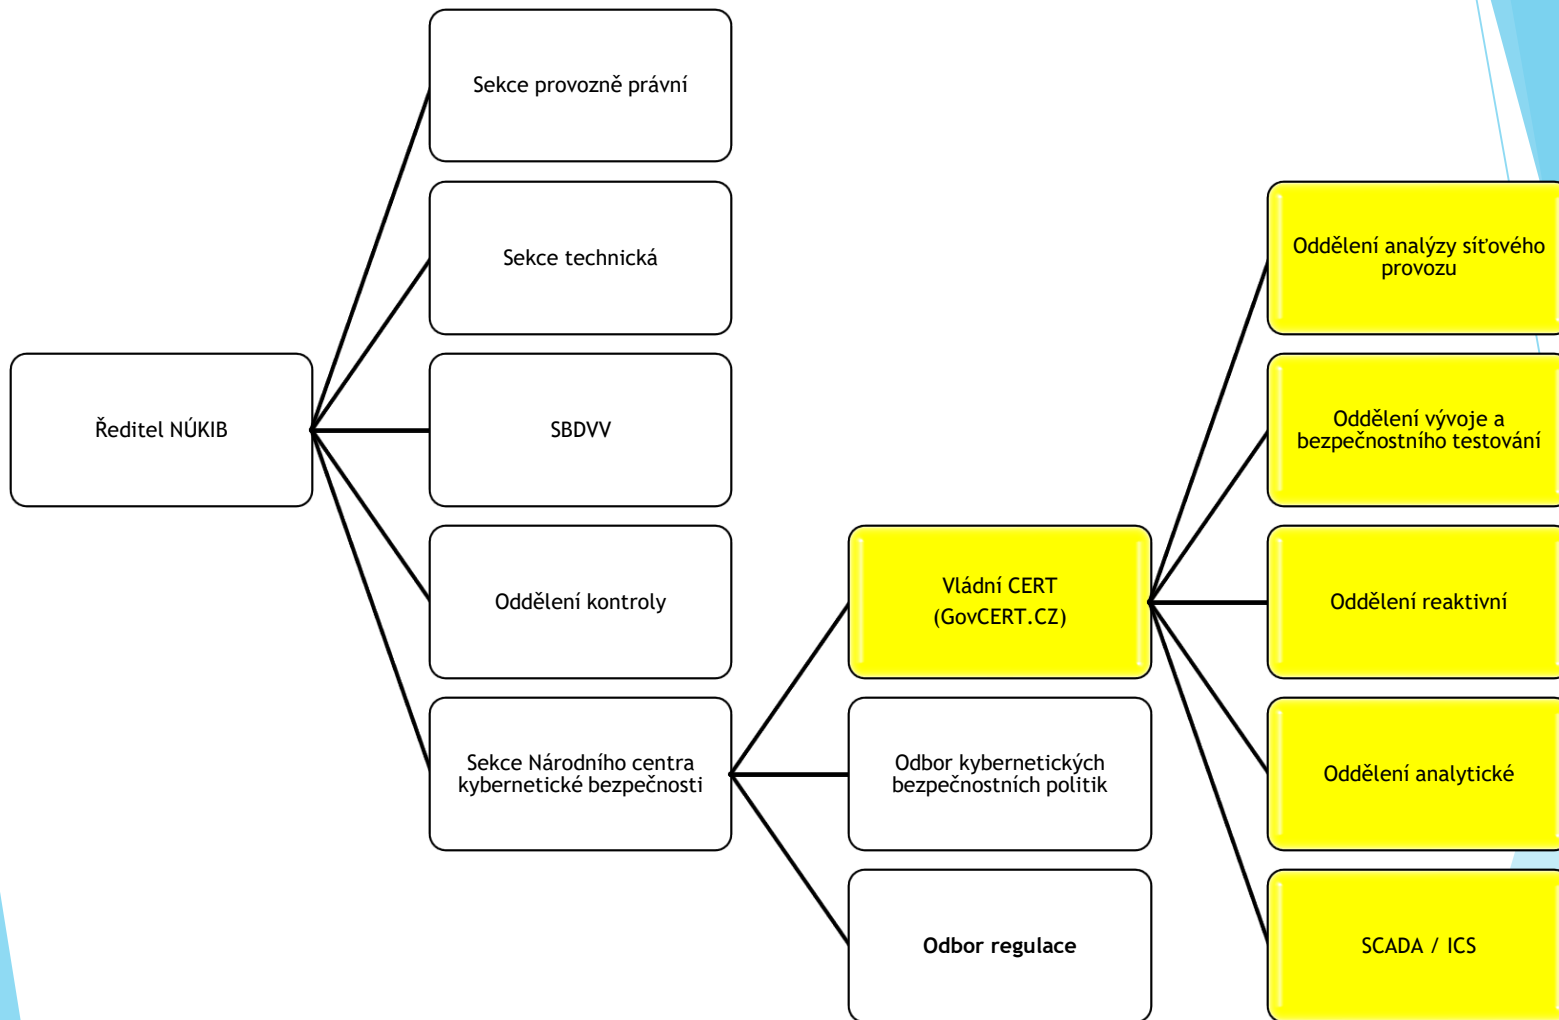 Sekce provozně právní
Sekce technická
Ředitel NÚKIB
SBDVV
Oddělení kontroly
Sekce Národního centra
kybernetické bezpečnosti
Vládní CERT
(GovCERT.CZ)
Odbor kybernetických
bezpečnostních politik
Odbor regulace
Oddělení analýzy síťového
provozu
Oddělení vývoje a
bezpečnostního testování
Oddělení reaktivní
Oddělení analytické
SCADA / ICS